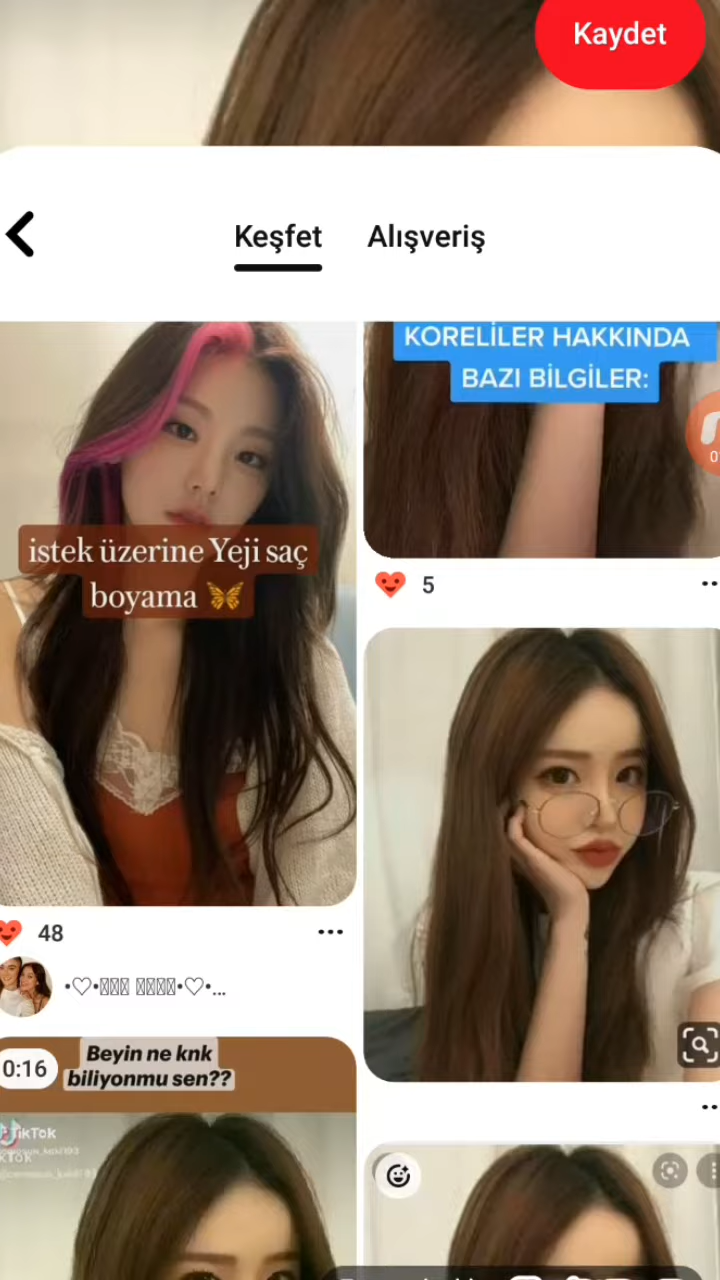 Kaydet
Keşfet
Alışveriş
istek üzerine Yeji saç
boyama
48
KORELİLER HAKKINDA
BAZI BİLGİLER:
5
0:16
Beyin ne knk
biliyonmu sen??
TikTok